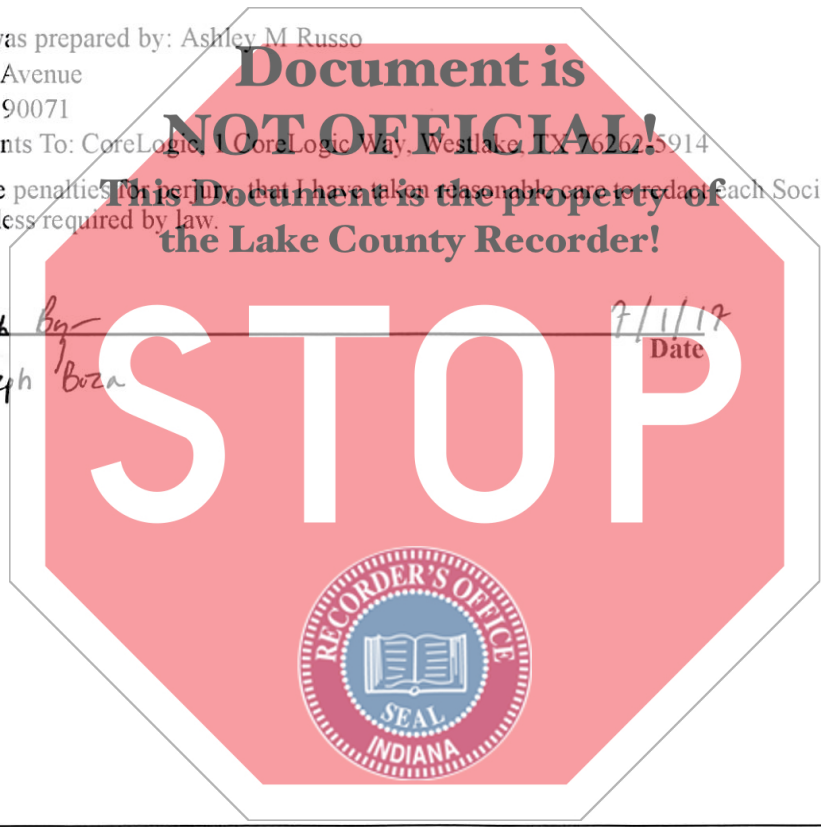 was prepared by: Ashley M Russo
Document is
Avenue
90071
NOT OFFICIAL!
nts To: CoreLogic, 1 CoreLogic Way, Westlake, TX 76262-5914
e penalties for perjury, that I have taken reasonable care to redact each Soci
This Document is the property of
less required by law.
the Lake County Recorder!
7/1/17
Date
Boza
STOP
RECORDER'S OFFICE
SEAL
INDIANA